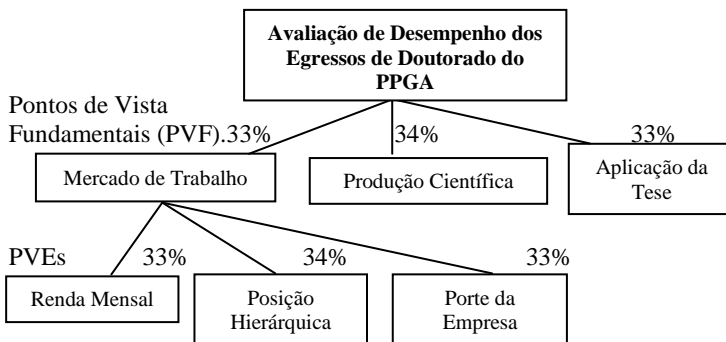 Avaliação de Desempenho dos
Egressos de Doutorado do
PPGA
Pontos de Vista
Fundamentais (PVF).33% 34% 33%
Mercado de Trabalho
Produção Científica
Aplicação da
Tese
PVEs 33% 34% 33%
Renda Mensal
Posição
Hierárquica
Porte da
Empresa